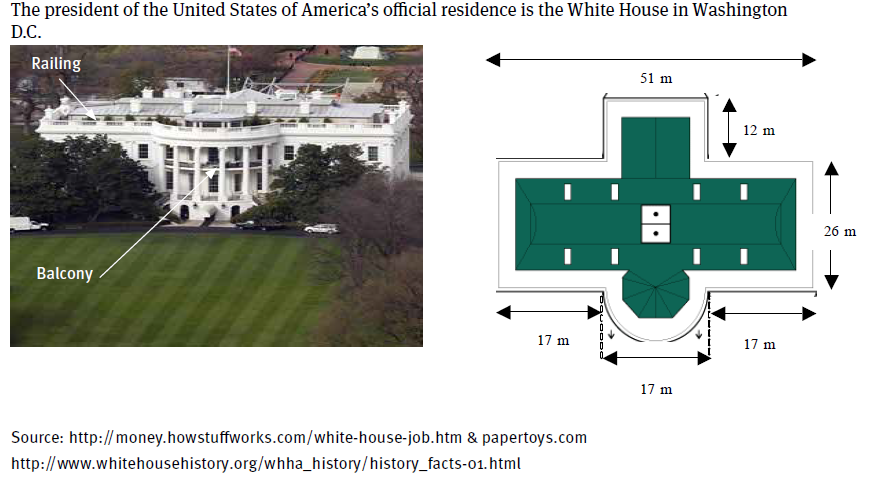 The president of the United States of America's official residence is the White House in Washington
D.C.
Railing
Balcony
51 m
12 m
26 m
17 m
17 m
17 m
Source: http://money.howstuffworks.com/white-house-job.htm & papertoys.com
http://www.whitehousehistory.org/whha_history/history_facts-01.html